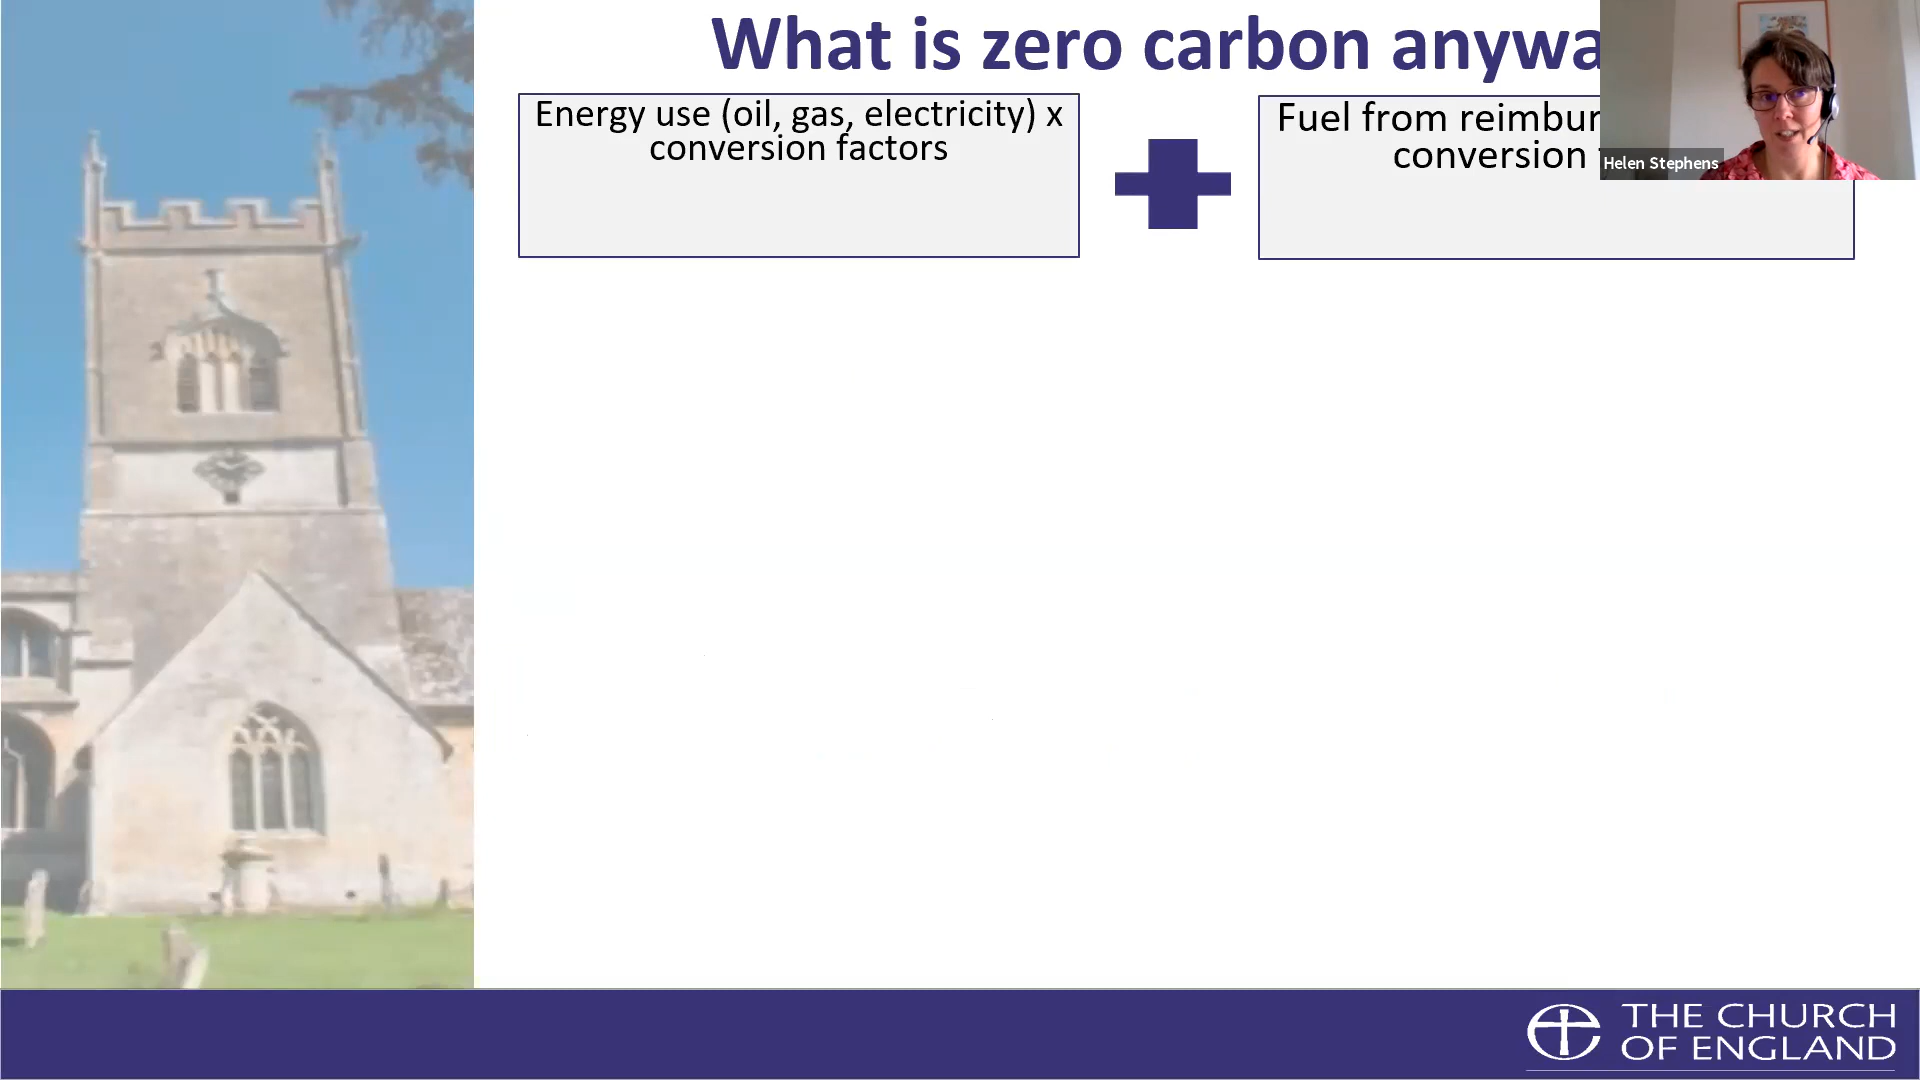 What is zero carbon anywa
Energy use (oil, gas, electricity) x
conversion factors
Fuel from reimbur
conversion
Helen Stephens
THE CHURCH
OF ENGLAND